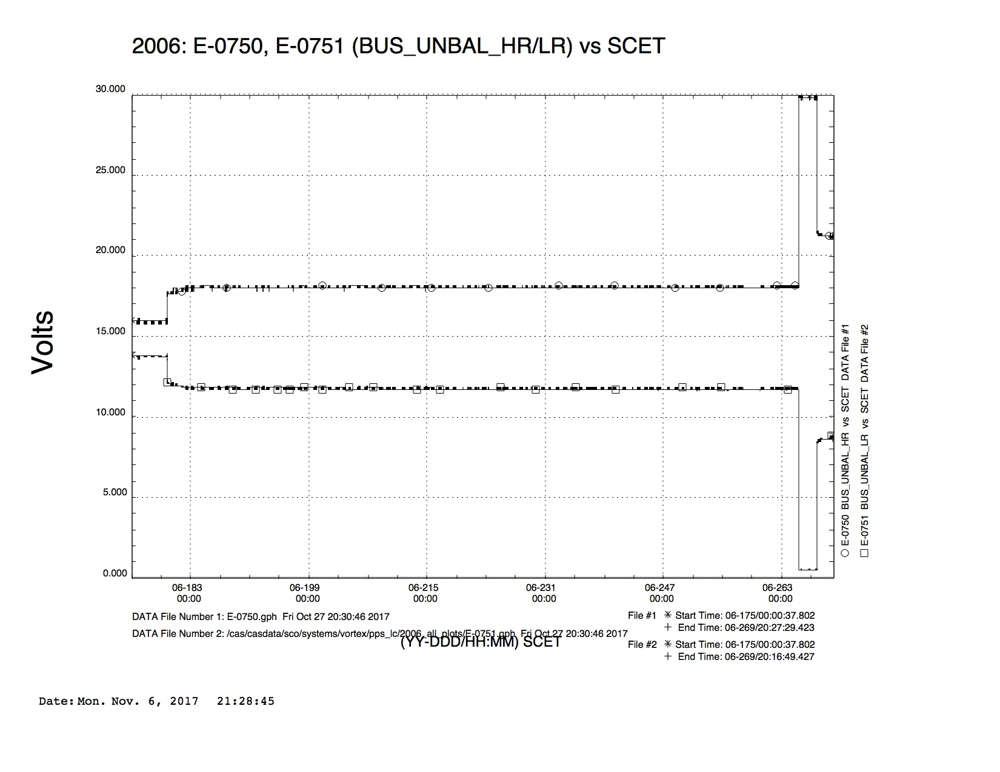 2006: E-0750, E-0751 (BUS_UNBAL_HR/LR) vs SCET
30.000
25.000
20.000
15.000
10.000
5.000
0.000
Volts
06-183 06-199 06-215 06-231 06-247 06-263
00:00 00:00 00:00 00:00 00:00 00:00
E-0750 BUS_UNBAL_HR vs SCET DATA File #1
E-0751 BUS_UNBAL_LR vs SCET DATA File #2
DATA File Number 1: E-0750.gph Fri Oct 27 20:30:46 2017
DATA File Number 2: /cas/casdata/sco/systems/vortex/pps_lc/2006_all_plots/E-0751.gph Fri Oct 27 20:30:46 2017
(YY-DDD/HH:MM) SCET
File #1 Start Time: 06-175/00:00:37.802
End Time: 06-269/20:27:29.423
File #2 Start Time: 06-175/00:00:37.802
End Time: 06-269/20:16:49.427
Date: Mon. Nov. 6, 2017 21:28:45